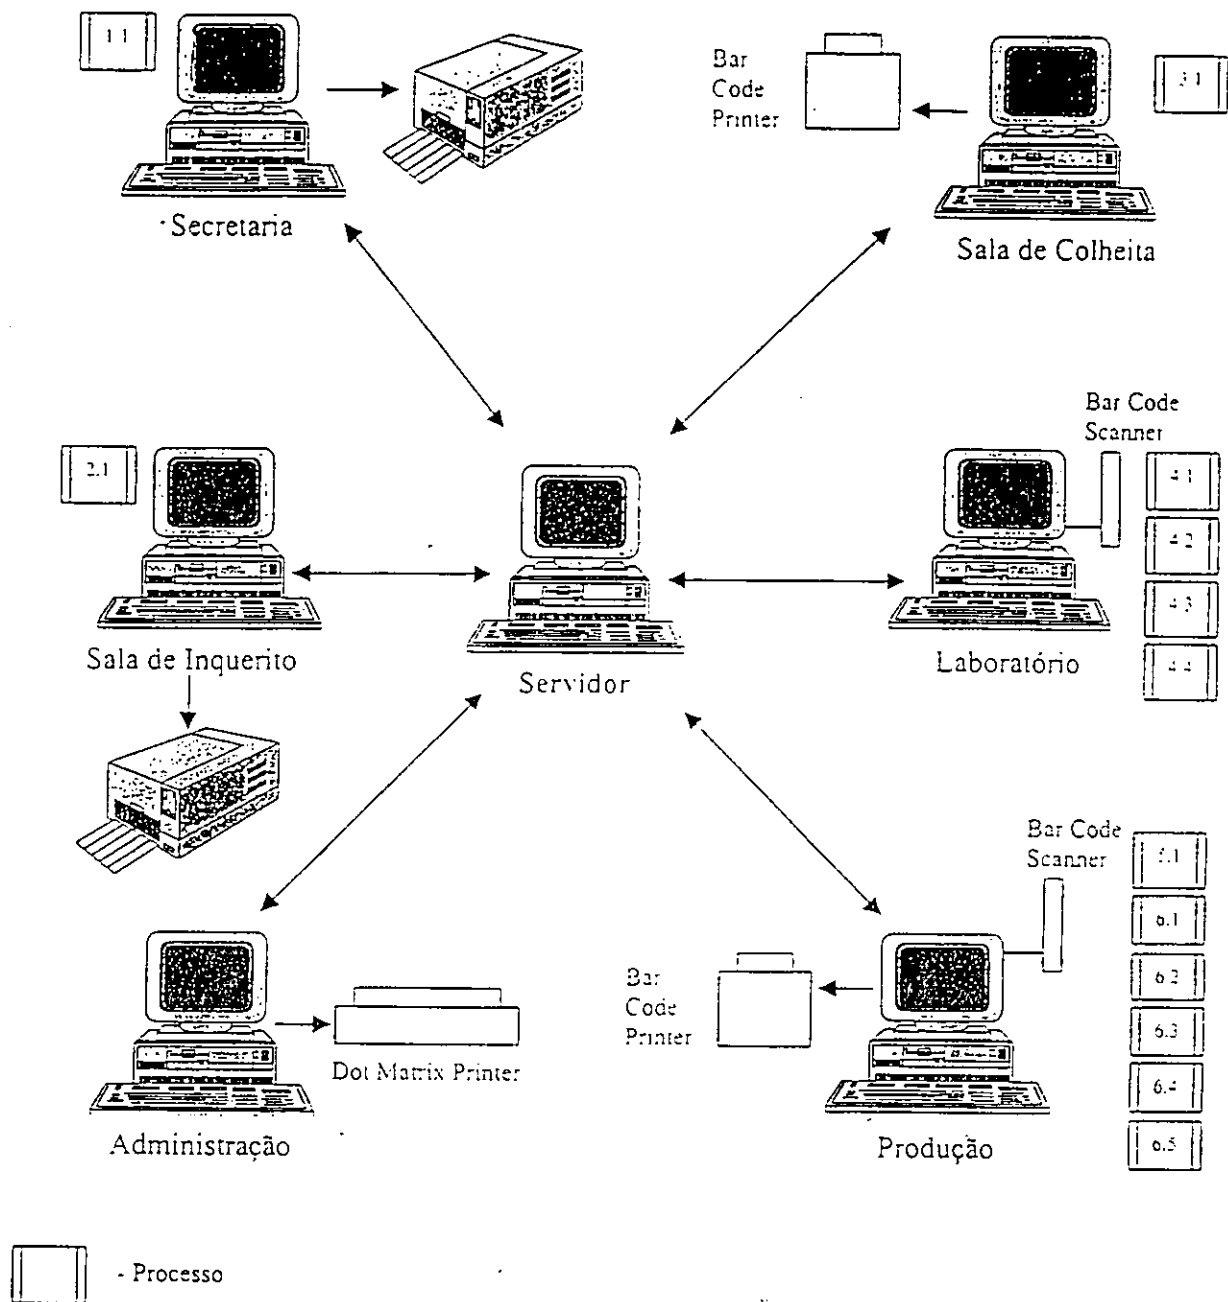 1.1
Secretaria
Bar
Code
Printer
3.1
Sala de Colheita
2.1
Sala de Inquerito
Servidor
Bar Code
Scanner
4.1
4.2
4.3
4.4
Laboratório
Administração
Dot Matrix Printer
Bar
Code
Printer
Produção
Bar Code
Scanner
5.1
6.1
6.2
6.3
6.4
6.5
- Processo